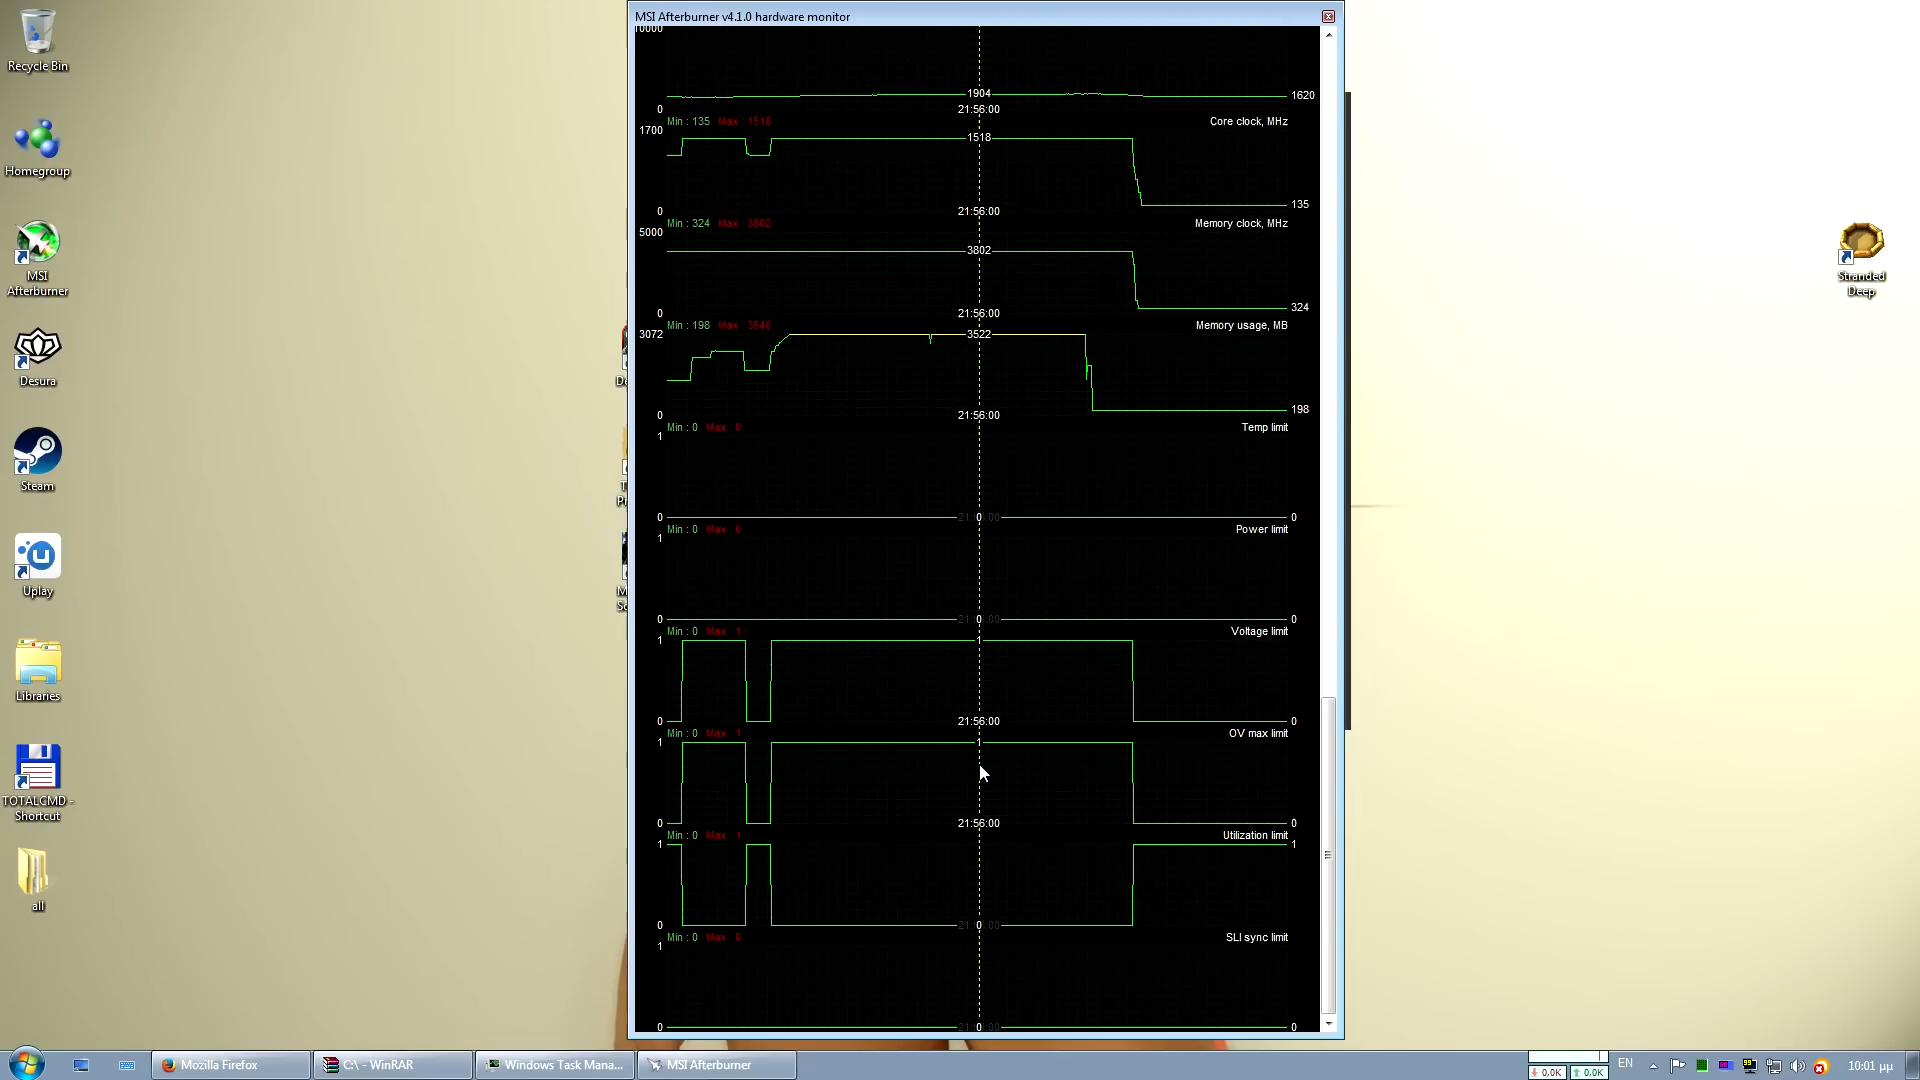 MSI Afterburner v4.1.0 hardware monitor
10000
1904
1620
0
21:56:00
Min : 135 Max : 1518
Core clock, MHz
1700
1518
135
0
21:56:00
Min : 324 Max : 3802
Memory clock, MHz
5000
3802
324
0
21:56:00
Min : 198 Max : 3540
Memory usage, MB
3072
3522
198
0
21:56:00
Min : 0 Max : 0
Temp limit
1
0
0
0
Min : 0 Max : 0
Power limit
1
0
0
0
Min : 0 Max : 1
Voltage limit
1
1
0
21:56:00
0
Min : 0 Max : 1
OV max limit
1
1
0
21:56:00
0
Min : 0 Max : 1
Utilization limit
1
1
0
0
Min : 0 Max : 0
SLI sync limit
1
0
0
0
Recycle Bin
Homegroup
MSI
Afterburner
Desura
Steam
Uplay
Libraries
TOTALCMD -
Shortcut
all
Stranded
Deep
Mozilla Firefox
C:\ - WinRAR
Windows Task Mana...
MSI Afterburner
0,0K
0,0K
EN
99
10:01 μμ